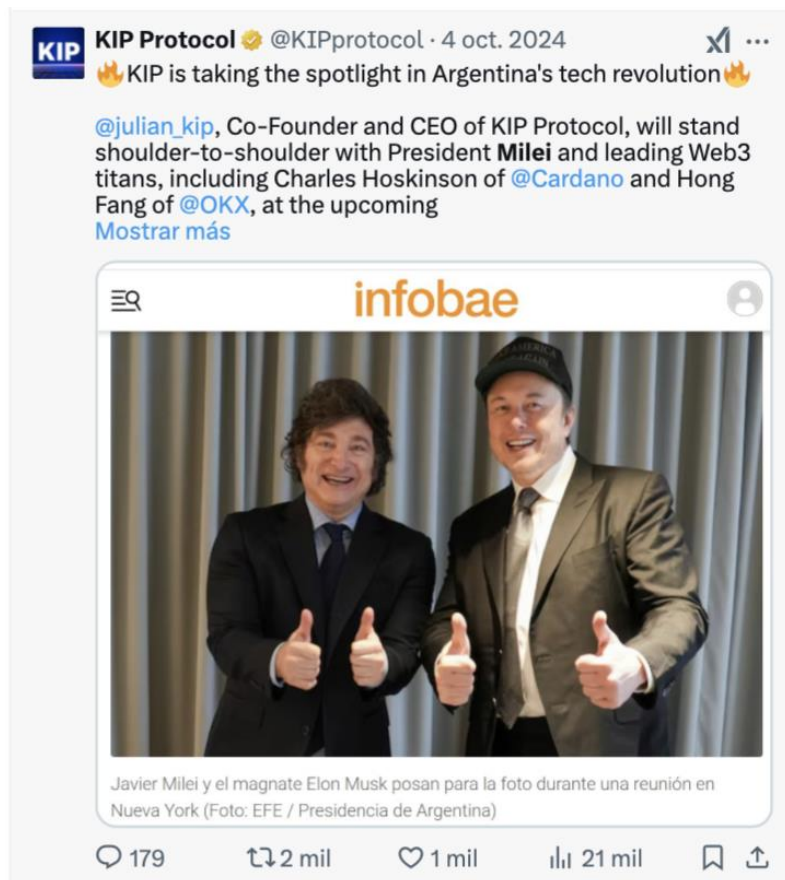 KIP
KIP Protocol @KIPprotocol · 4 oct. 2024
🔥KIP is taking the spotlight in Argentina's tech revolution🔥
@julian_kip, Co-Founder and CEO of KIP Protocol, will stand
shoulder-to-shoulder with President Milei and leading Web3
titans, including Charles Hoskinson of @Cardano and Hong
Fang of @OKX, at the upcoming
Mostrar más
infobae
AMERICA
AGAIN
Javier Milei y el magnate Elon Musk posan para la foto durante una reunión en
Nueva York (Foto: EFE / Presidencia de Argentina)
179 2 mil 1 mil 21 mil